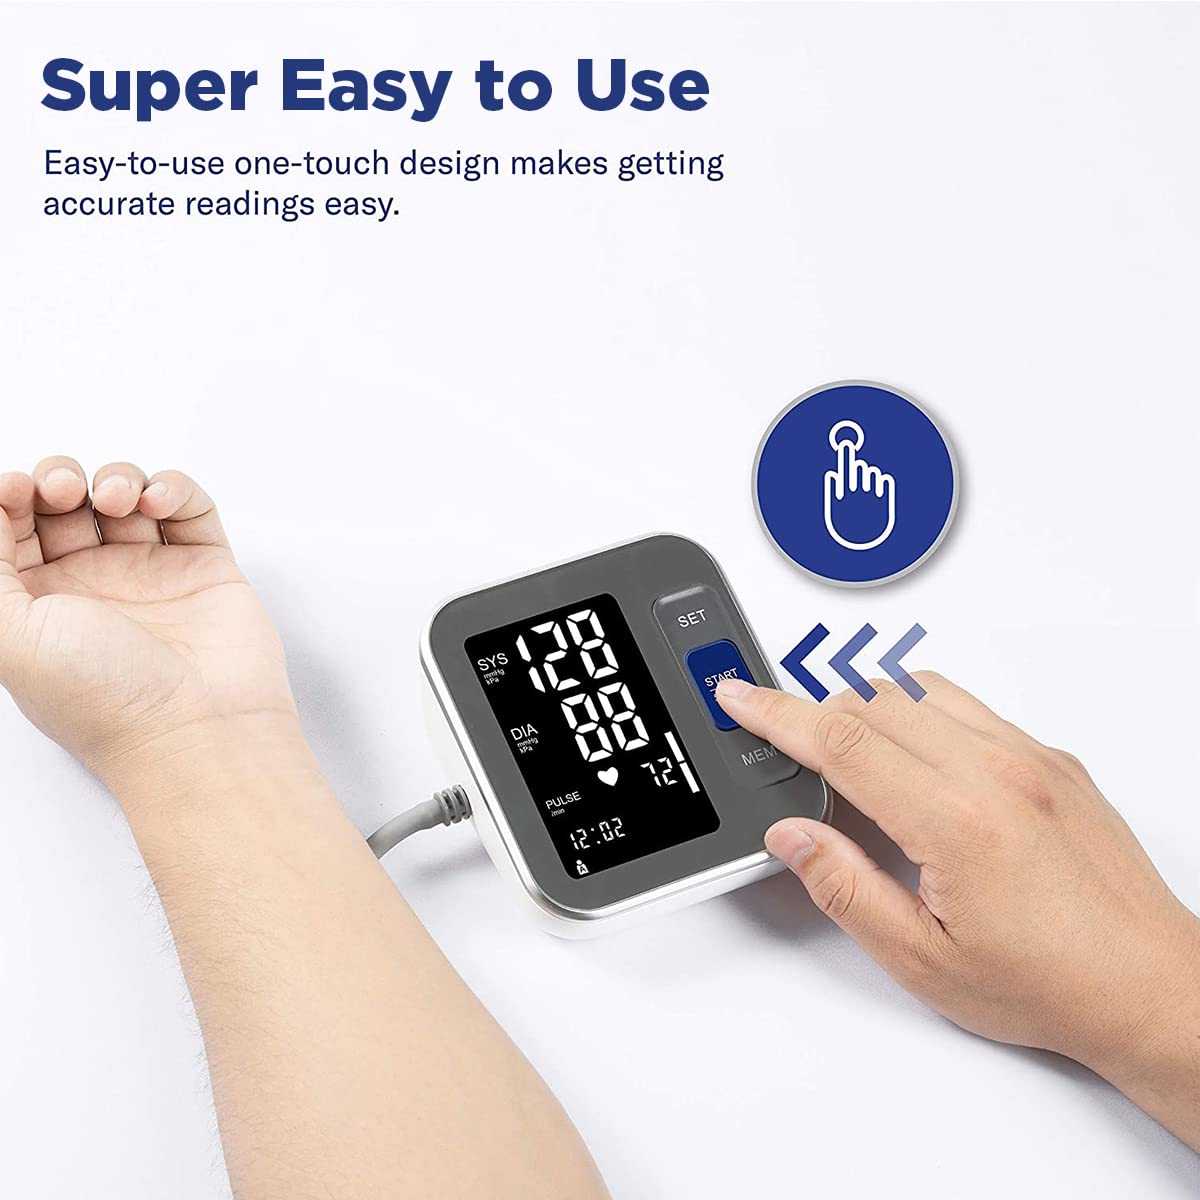 Super Easy to Use
Easy-to-use one-touch design makes getting
accurate readings easy.
SET
START
MEM
SYS
mmHg
kPa
128
DIA
mmHg
kPa
88
PULSE
/min
72
12:02